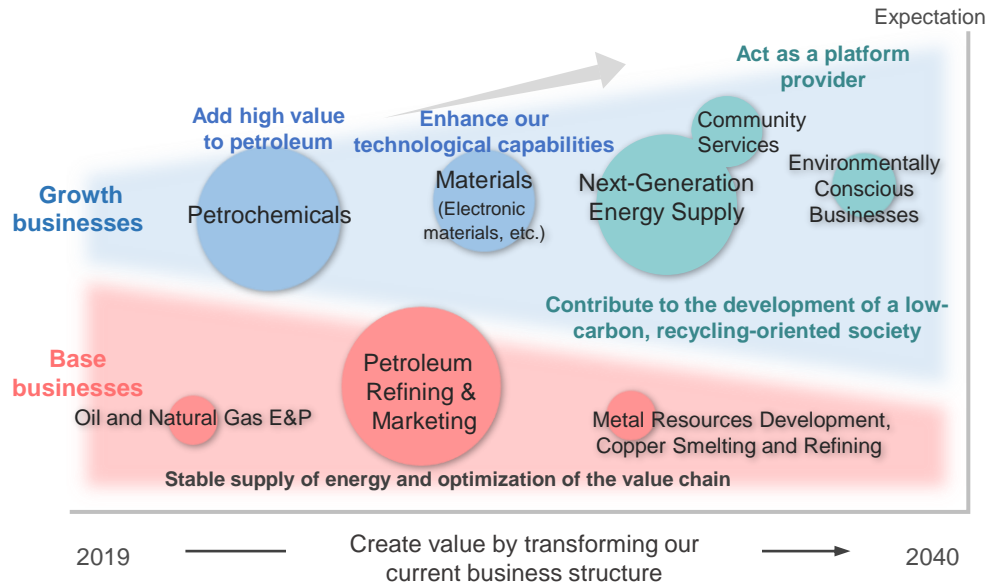 Expectation
Act as a platform
provider
Add high value
to petroleum
Enhance our
technological capabilities
Community
Services
Growth
businesses
Petrochemicals
Materials
(Electronic
materials, etc.)
Next-Generation
Energy Supply
Environmentally
Conscious
Businesses
Contribute to the development of a low-
carbon, recycling-oriented society
Base
businesses
Petroleum
Refining &
Marketing
Oil and Natural Gas E&P
Metal Resources Development,
Copper Smelting and Refining
Stable supply of energy and optimization of the value chain
2019
Create value by transforming our
current business structure
2040